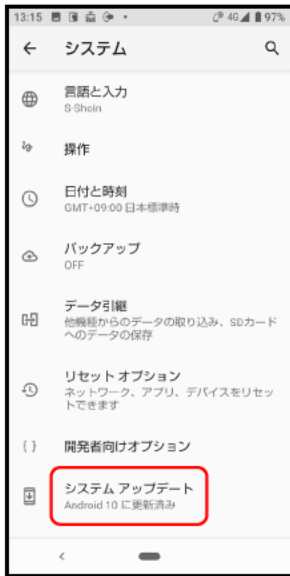 13:15 4G 97%
システム
言語と入力
S-Shoin
操作
日付と時刻
GMT+09:00 日本標準時
バックアップ
OFF
データ引継
他機種からのデータの取り込み、SDカード
へのデータの保存
リセット オプション
ネットワーク、アプリ、デバイスをリセッ
トできます
{ } 開発者向けオプション
システム アップデート
Android 10 に更新済み